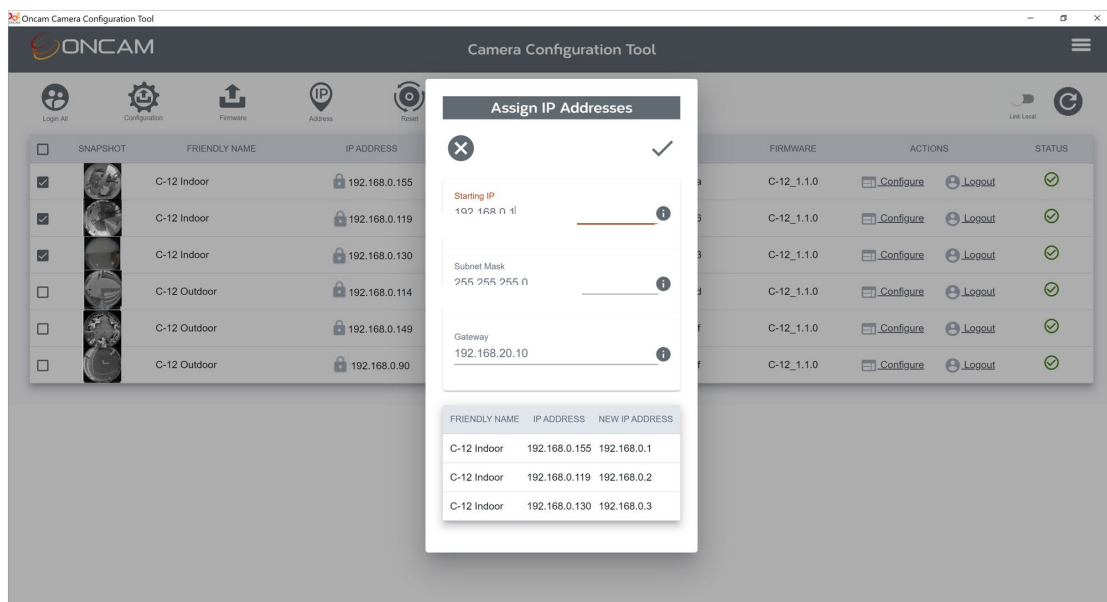 Oncam Camera Configuration Tool
ONCAM
Camera Configuration Tool
Login All
Configuration
Firmware
Address
Reset
Link Local
SNAPSHOT FRIENDLY NAME IP ADDRESS FIRMWARE ACTIONS STATUS
C-12 Indoor 192.168.0.155 a C-12_1.1.0 Configure Logout
C-12 Indoor 192.168.0.119 6 C-12_1.1.0 Configure Logout
C-12 Indoor 192.168.0.130 3 C-12_1.1.0 Configure Logout
C-12 Outdoor 192.168.0.114 d C-12_1.1.0 Configure Logout
C-12 Outdoor 192.168.0.149 f C-12_1.1.0 Configure Logout
C-12 Outdoor 192.168.0.90 f C-12_1.1.0 Configure Logout
Assign IP Addresses
Starting IP
192.168.0.1
Subnet Mask
255.255.255.0
Gateway
192.168.20.10
FRIENDLY NAME IP ADDRESS NEW IP ADDRESS
C-12 Indoor 192.168.0.155 192.168.0.1
C-12 Indoor 192.168.0.119 192.168.0.2
C-12 Indoor 192.168.0.130 192.168.0.3